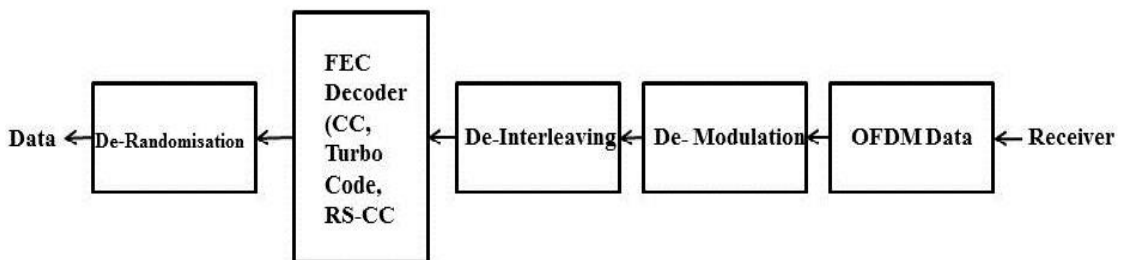 Data
De-Randomisation
FEC
Decoder
(CC,
Turbo
Code,
RS-CC
De-Interleaving
De- Modulation
OFDM Data
Receiver